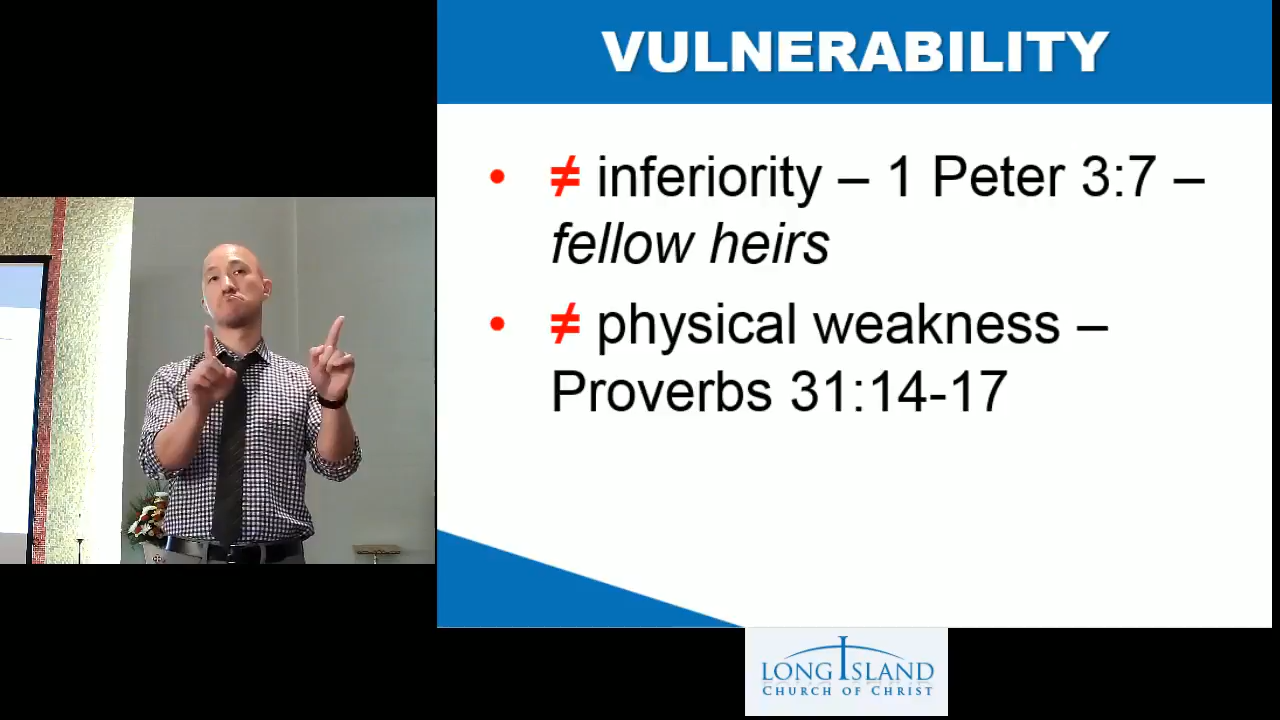 VULNERABILITY
• ≠ inferiority – 1 Peter 3:7 –
fellow heirs
• ≠ physical weakness –
Proverbs 31:14-17
LONG ISLAND
CHURCH OF CHRIST